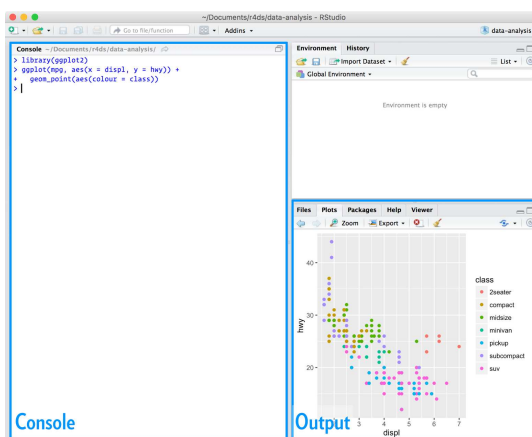 ~/Documents/r4ds/data-analysis - RStudio
Go to file/function
Addins
data-analysis
Console ~/Documents/r4ds/data-analysis/
> library(ggplot2)
> ggplot(mpg, aes(x = displ, y = hwy)) +
+ geom_point(aes(colour = class))
>
Console
Environment History
Import Dataset
List
Global Environment
Environment is empty
Files Plots Packages Help Viewer
Zoom Export
40
30
20
hwy
3 4 5 6 7
displ
class
2seater
compact
midsize
minivan
pickup
subcompact
suv
Output